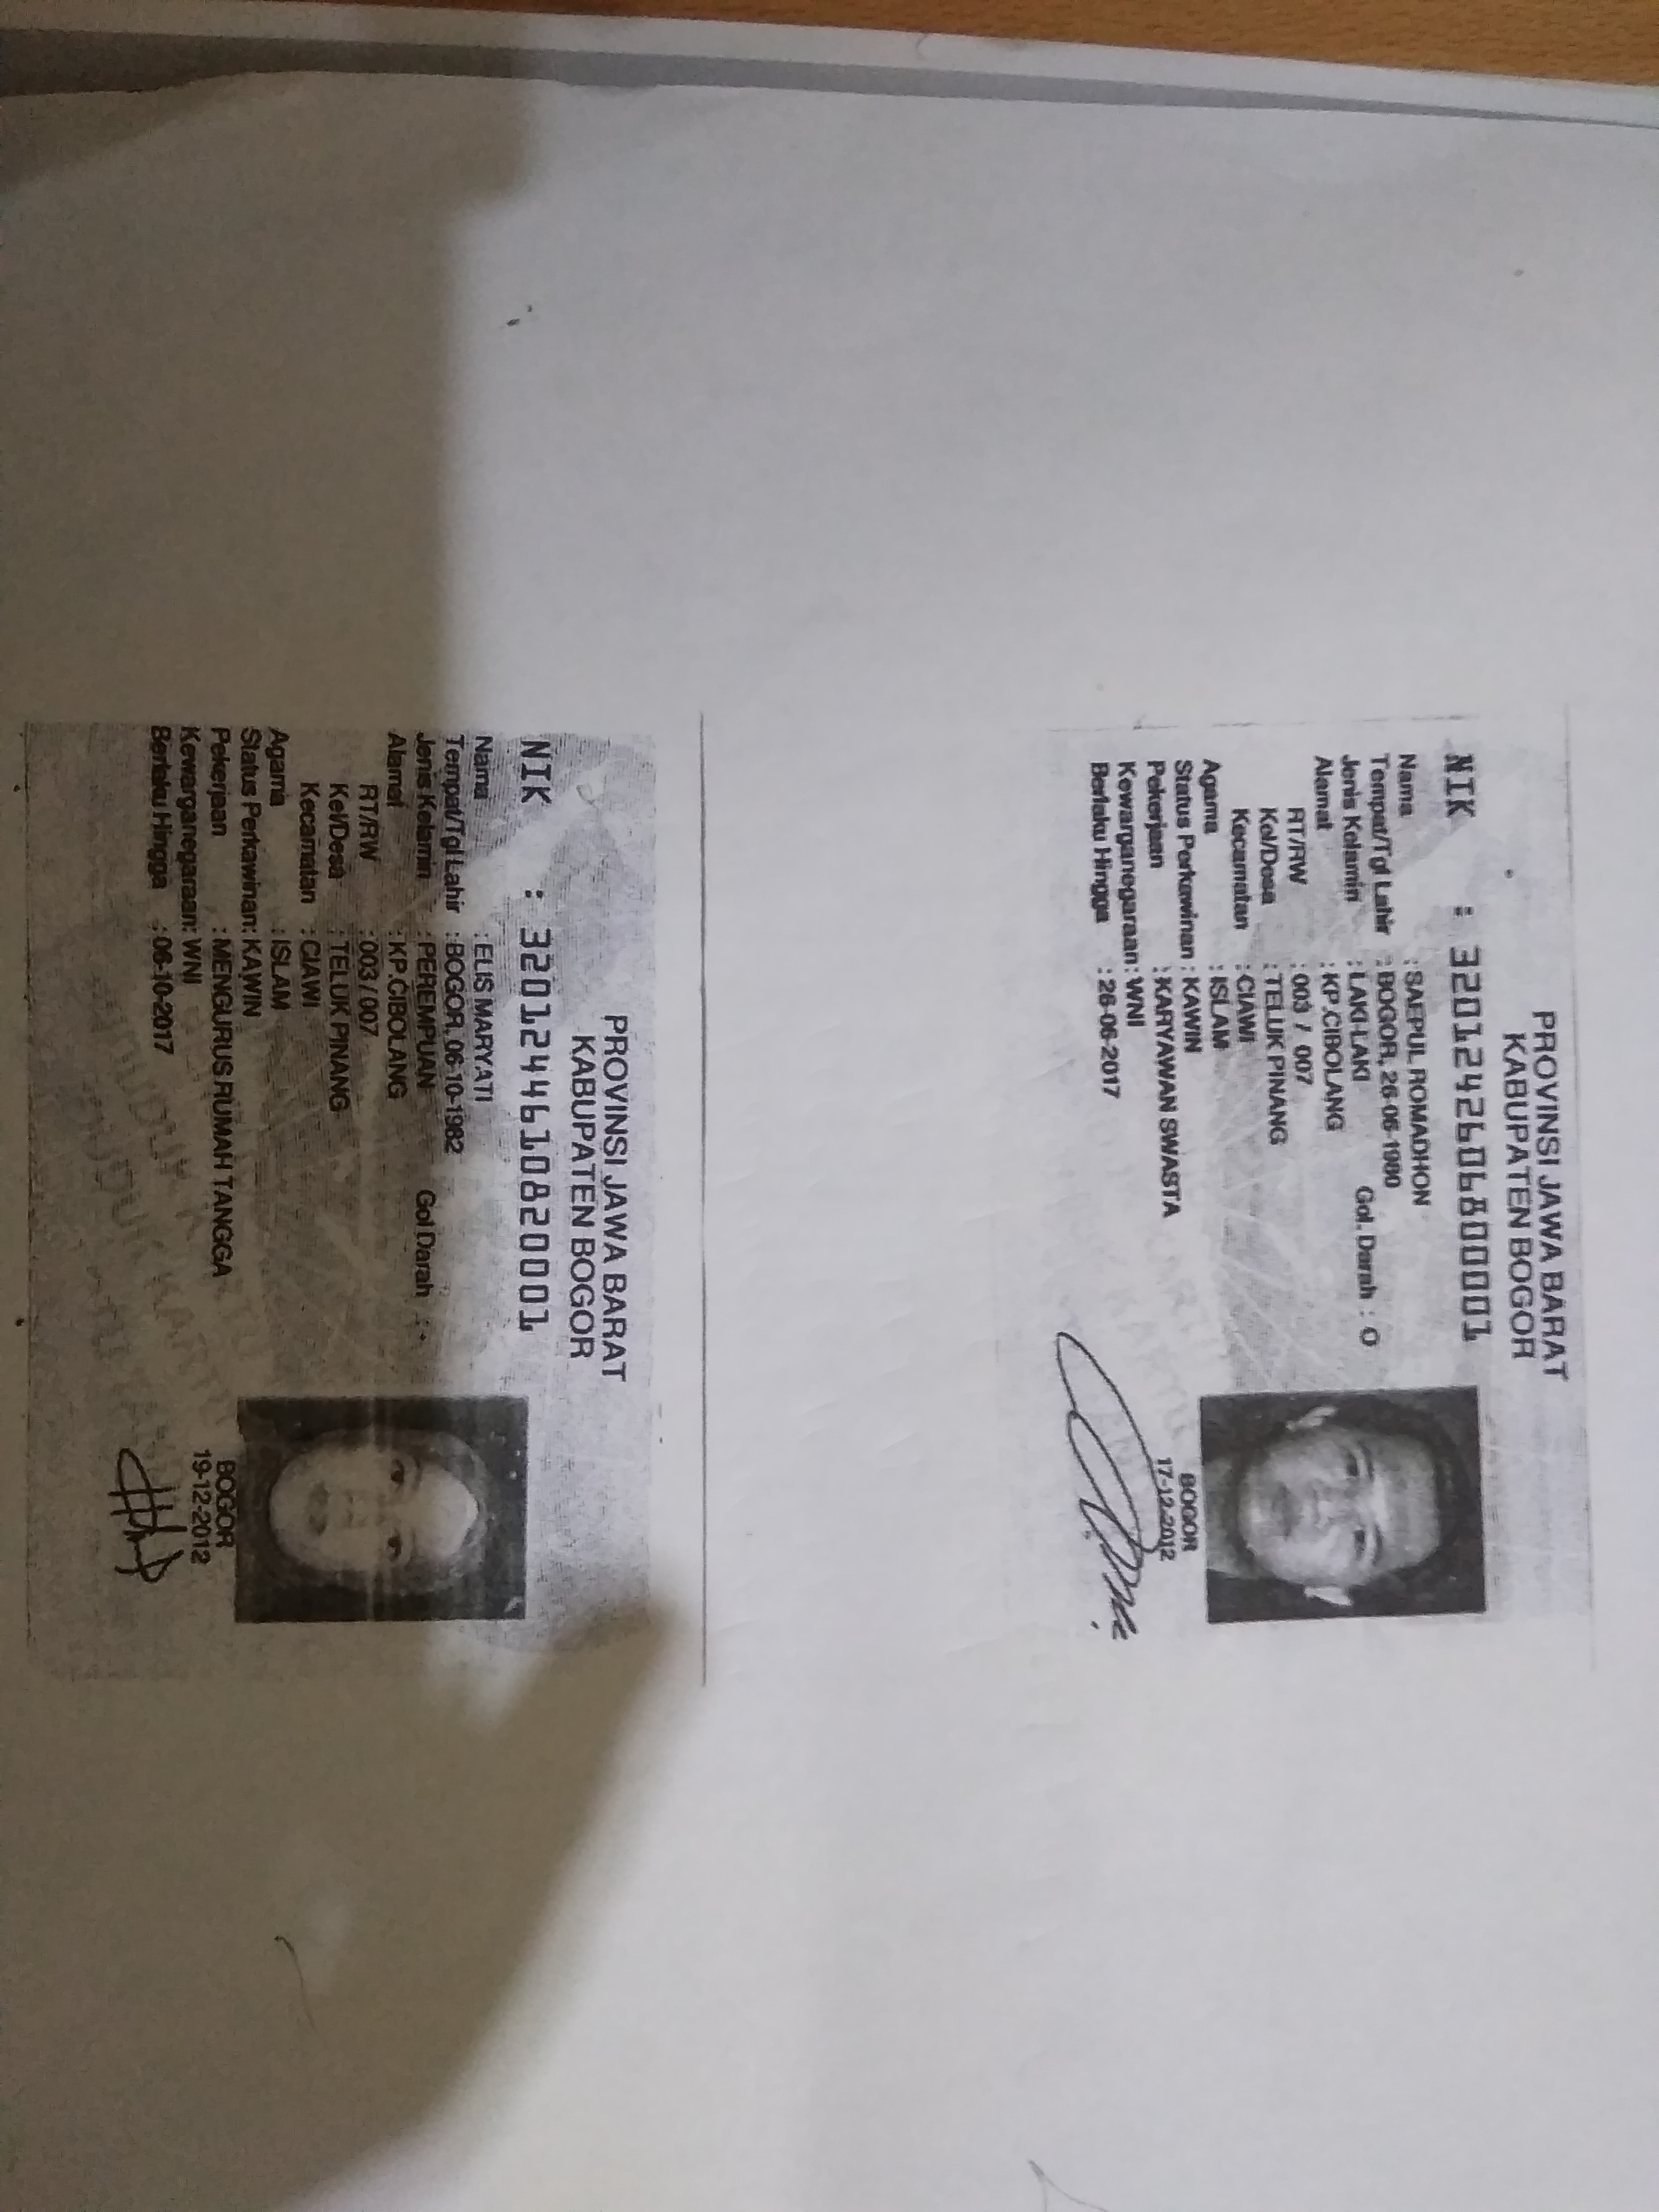 PROVINSI JAWA BARAT
KABUPATEN BOGOR
NIK : 3201242606800001
Nama : SAEPUL ROMADHON
Tempat/Tgl Lahir : BOGOR, 26-06-1980
Jenis Kelamin : LAKI-LAKI Gol. Darah : O
Alamat : KP.CIBOLANG
RT/RW : 003 / 007
Kel/Desa : TELUK PINANG
Kecamatan : CIAWI
Agama : ISLAM
Status Perkawinan : KAWIN
Pekerjaan : KARYAWAN SWASTA
Kewarganegaraan : WNI
Berlaku Hingga : 26-06-2017
BOGOR
17-12-2012
PROVINSI JAWA BARAT
KABUPATEN BOGOR
NIK : 3201244610820001
Nama : ELIS MARYATI
Tempat/Tgl Lahir : BOGOR, 06-10-1982
Jenis Kelamin : PEREMPUAN Gol Darah : -
Alamat : KP.CIBOLANG
RT/RW : 003 / 007
Kel/Desa : TELUK PINANG
Kecamatan : CIAWI
Agama : ISLAM
Status Perkawinan: KAWIN
Pekerjaan : MENGURUS RUMAH TANGGA
Kewarganegaraan: WNI
Berlaku Hingga : 06-10-2017
BOGOR
19-12-2012